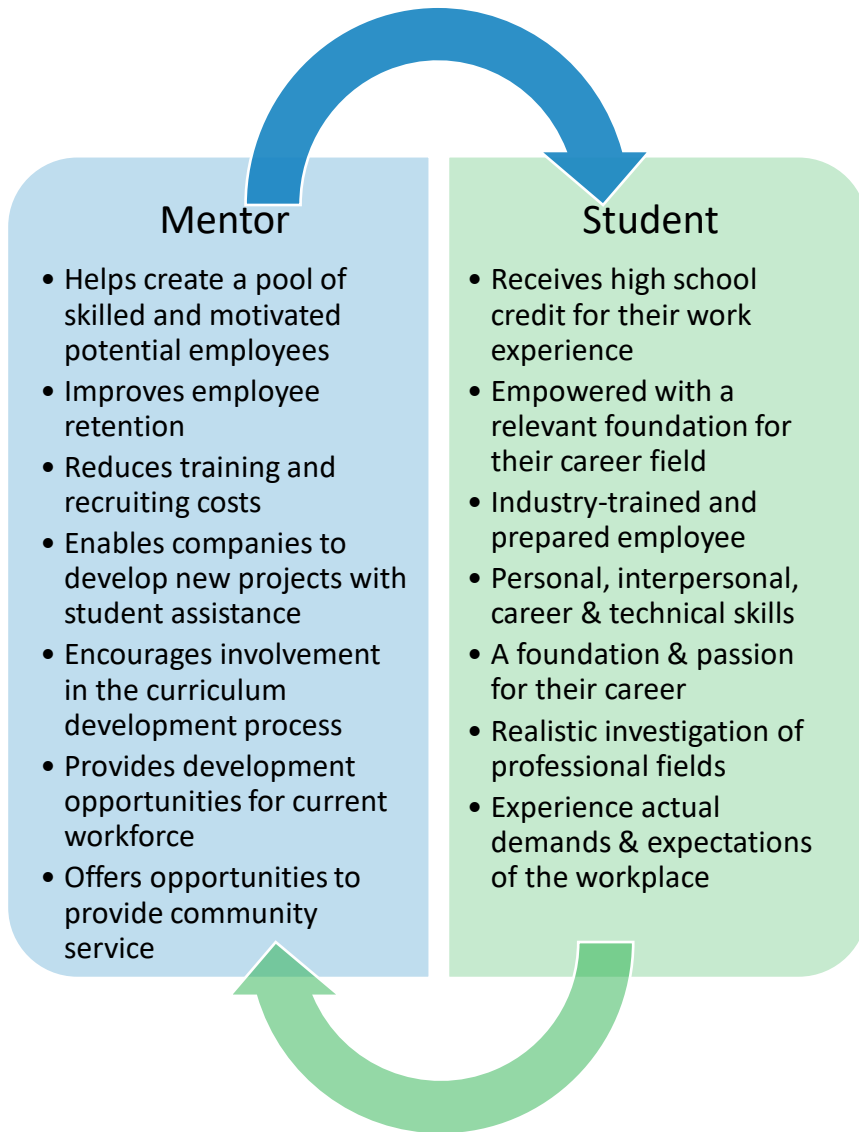 Mentor
• Helps create a pool of
skilled and motivated
potential employees
• Improves employee
retention
• Reduces training and
recruiting costs
• Enables companies to
develop new projects with
student assistance
• Encourages involvement
in the curriculum
development process
• Provides development
opportunities for current
workforce
• Offers opportunities to
provide community
service
Student
• Receives high school
credit for their work
experience
• Empowered with a
relevant foundation for
their career field
• Industry-trained and
prepared employee
• Personal, interpersonal,
career & technical skills
• A foundation & passion
for their career
• Realistic investigation of
professional fields
• Experience actual
demands & expectations
of the workplace